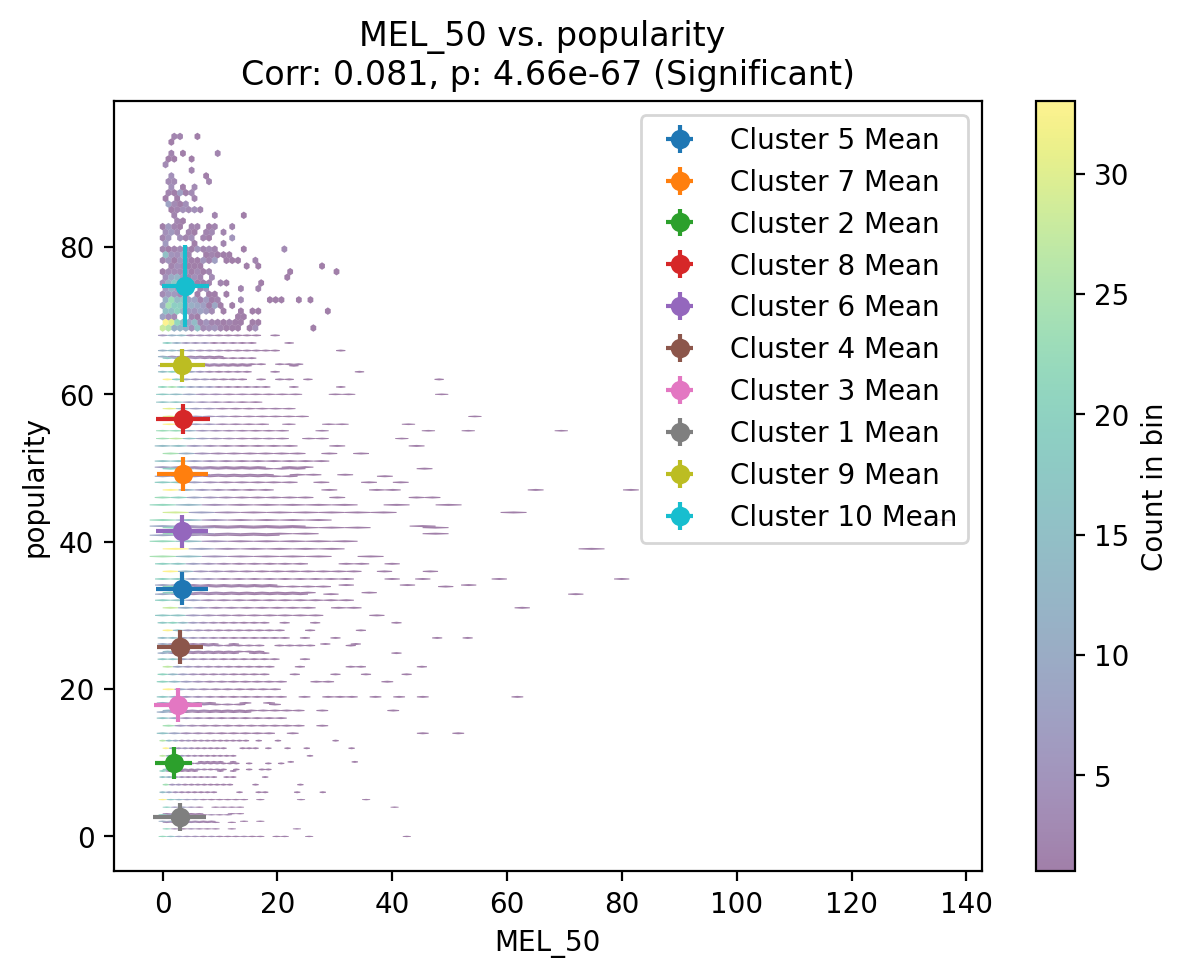 MEL_50 vs. popularity
Corr: 0.081, p: 4.66e-67 (Significant)
popularity
80
60
40
20
0
0 20 40 60 80 100 120 140
MEL_50
Cluster 5 Mean
Cluster 7 Mean
Cluster 2 Mean
Cluster 8 Mean
Cluster 6 Mean
Cluster 4 Mean
Cluster 3 Mean
Cluster 1 Mean
Cluster 9 Mean
Cluster 10 Mean
30
25
20
15
10
5
Count in bin